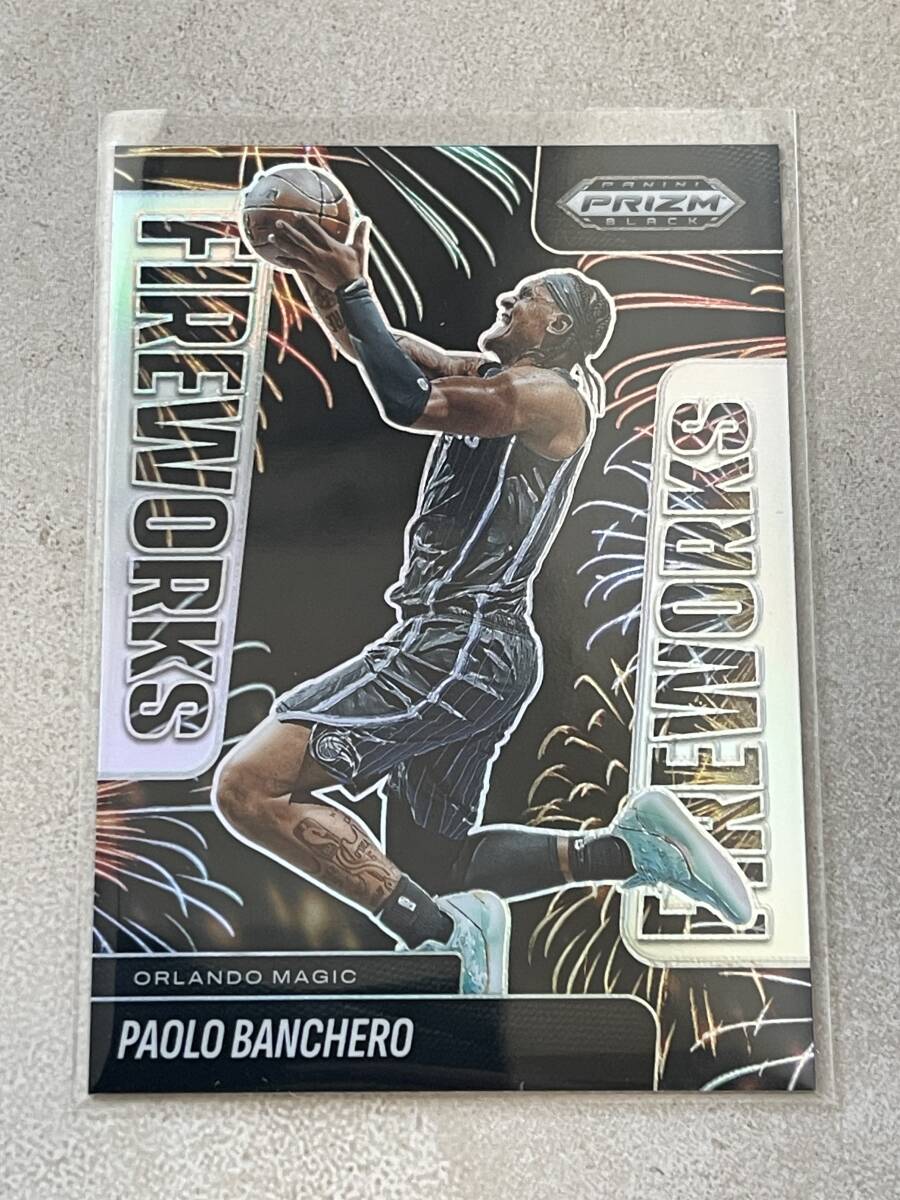 PANINI
PRIZM
BLACK
FIREWORKS
FIREWORKS
ORLANDO MAGIC
PAOLO BANCHERO